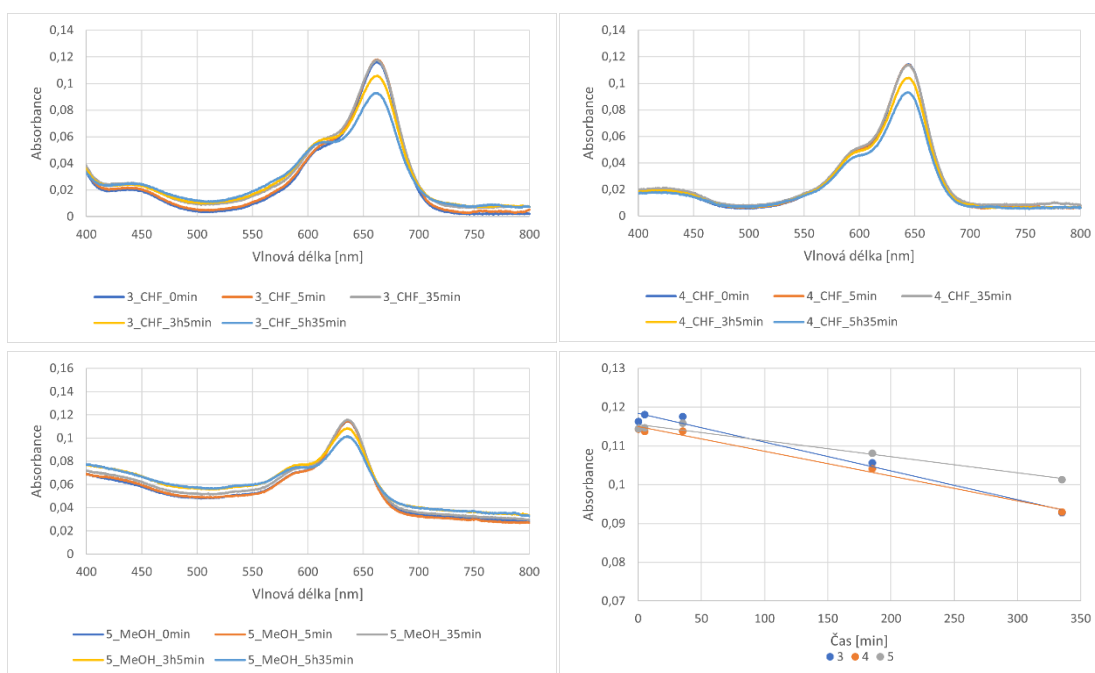 0,14
0,12
0,1
0,08
0,06
0,04
0,02
0
Absorbance
400 450 500 550 600 650 700 750 800
Vlnová délka [nm]
3_CHF_0min 3_CHF_5min 3_CHF_35min
3_CHF_3h5min 3_CHF_5h35min
0,14
0,12
0,1
0,08
0,06
0,04
0,02
0
Absorbance
400 450 500 550 600 650 700 750 800
Vlnová délka [nm]
4_CHF_0min 4_CHF_5min 4_CHF_35min
4_CHF_3h5min 4_CHF_5h35min
0,16
0,14
0,12
0,1
0,08
0,06
0,04
0,02
0
Absorbance
400 450 500 550 600 650 700 750 800
Vlnová délka [nm]
5_MeOH_0min 5_MeOH_5min 5_MeOH_35min
5_MeOH_3h5min 5_MeOH_5h35min
0,13
0,12
0,11
0,1
0,09
0,08
0,07
Absorbance
0 50 100 150 200 250 300 350
Čas [min]
3 4 5